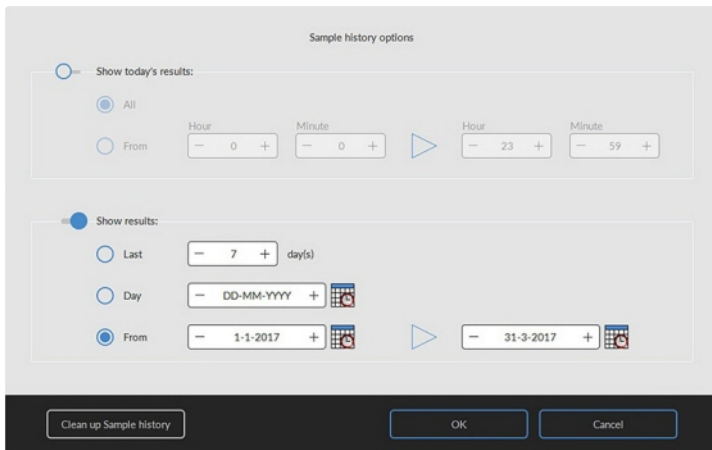 Sample history options
Show today's results:
All
Hour Minute Hour Minute
From − 0 + − 0 + − 23 + − 59 +
Show results:
Last − 7 + day(s)
Day − DD-MM-YYYY +
From − 1-1-2017 + − 31-3-2017 +
Clean up Sample history OK Cancel